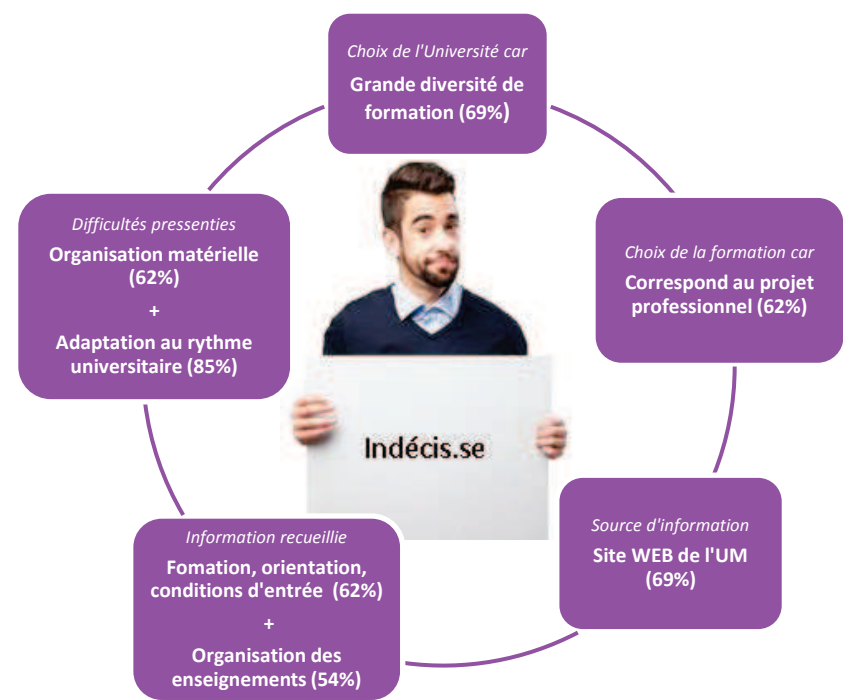 Choix de l'Université car
Grande diversité de
formation (69%)
Choix de la formation car
Correspond au projet
professionnel (62%)
Source d'information
Site WEB de l'UM
(69%)
Information recueillie
Fomation, orientation,
conditions d'entrée (62%)
+
Organisation des
enseignements (54%)
Difficultés pressenties
Organisation matérielle
(62%)
+
Adaptation au rythme
universitaire (85%)
Indécis.se